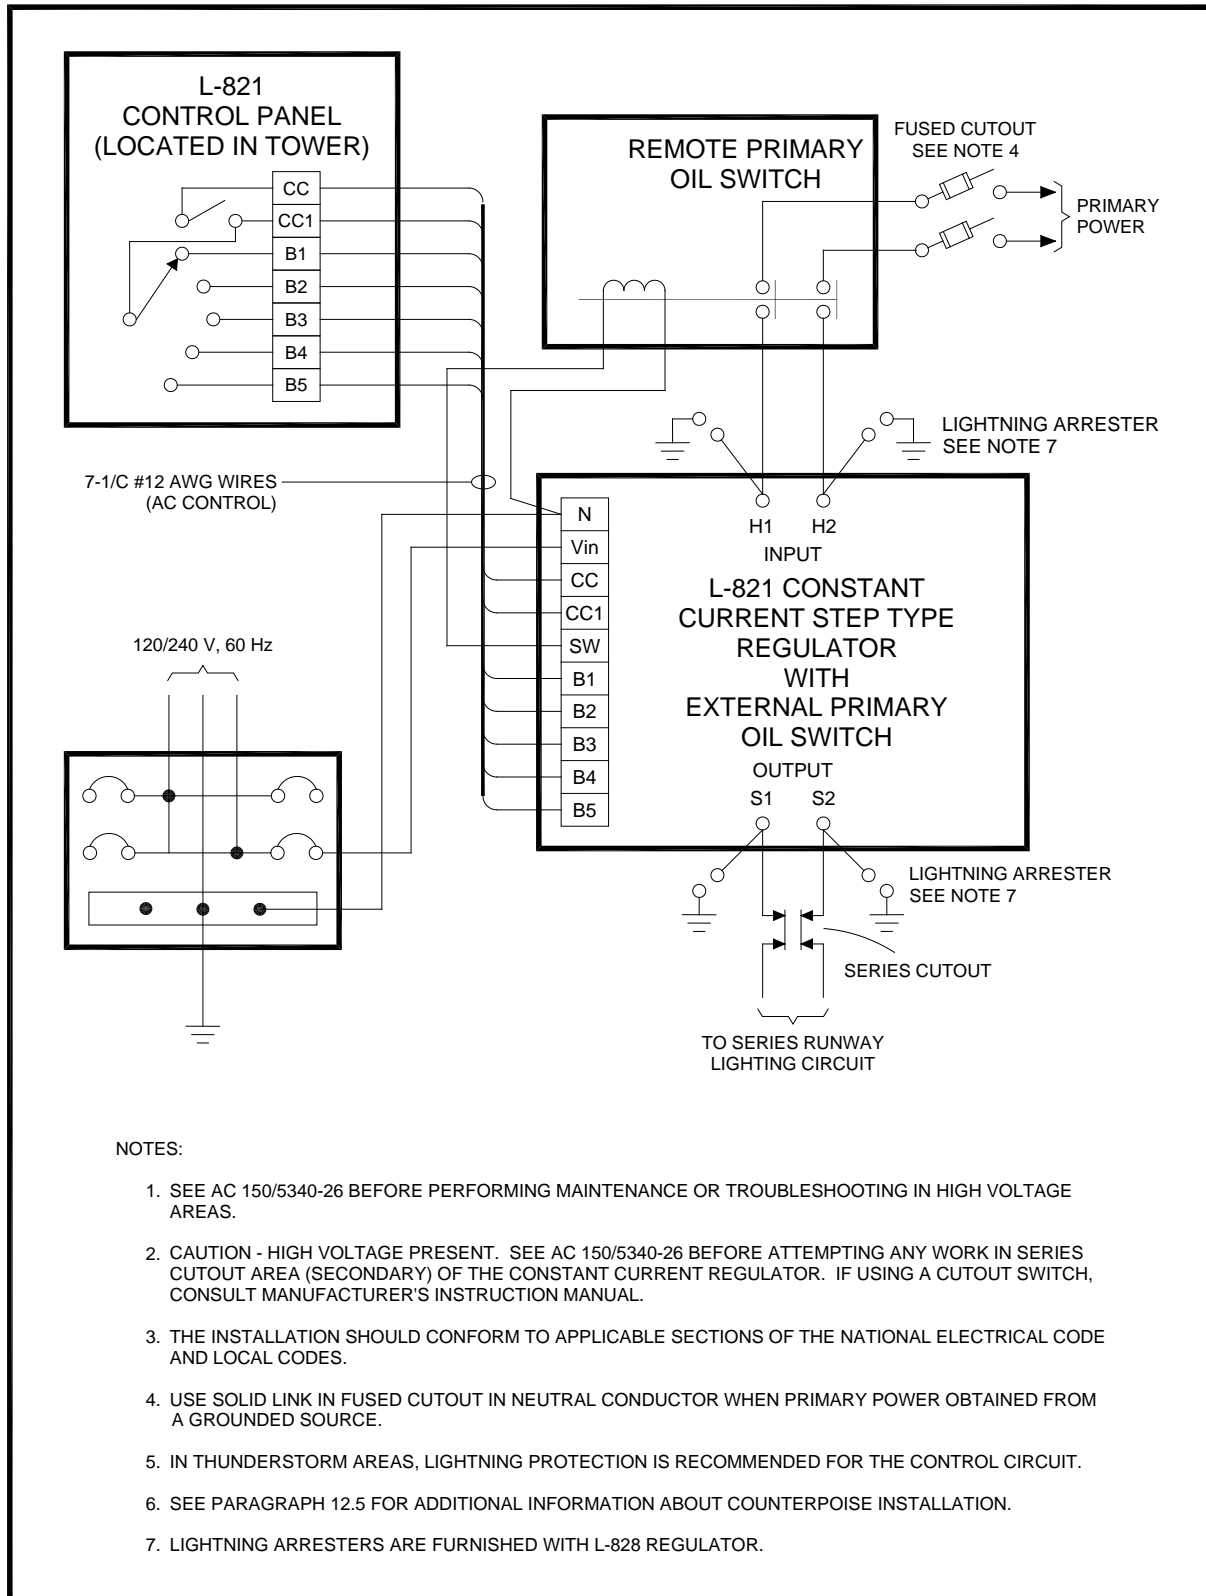 L-821
CONTROL PANEL
(LOCATED IN TOWER)
CC
CC1
B1
B2
B3
B4
B5
REMOTE PRIMARY
OIL SWITCH
FUSED CUTOUT
SEE NOTE 4
PRIMARY
POWER
LIGHTNING ARRESTER
SEE NOTE 7
7-1/C #12 AWG WIRES
(AC CONTROL)
N
Vin
CC
CC1
SW
B1
B2
B3
B4
B5
H1 H2
INPUT
L-821 CONSTANT
CURRENT STEP TYPE
REGULATOR
WITH
EXTERNAL PRIMARY
OIL SWITCH
OUTPUT
S1 S2
120/240 V, 60 Hz
LIGHTNING ARRESTER
SEE NOTE 7
SERIES CUTOUT
TO SERIES RUNWAY
LIGHTING CIRCUIT
NOTES:
1. SEE AC 150/5340-26 BEFORE PERFORMING MAINTENANCE OR TROUBLESHOOTING IN HIGH VOLTAGE
AREAS.
2. CAUTION - HIGH VOLTAGE PRESENT. SEE AC 150/5340-26 BEFORE ATTEMPTING ANY WORK IN SERIES
CUTOUT AREA (SECONDARY) OF THE CONSTANT CURRENT REGULATOR. IF USING A CUTOUT SWITCH,
CONSULT MANUFACTURER'S INSTRUCTION MANUAL.
3. THE INSTALLATION SHOULD CONFORM TO APPLICABLE SECTIONS OF THE NATIONAL ELECTRICAL CODE
AND LOCAL CODES.
4. USE SOLID LINK IN FUSED CUTOUT IN NEUTRAL CONDUCTOR WHEN PRIMARY POWER OBTAINED FROM
A GROUNDED SOURCE.
5. IN THUNDERSTORM AREAS, LIGHTNING PROTECTION IS RECOMMENDED FOR THE CONTROL CIRCUIT.
6. SEE PARAGRAPH 12.5 FOR ADDITIONAL INFORMATION ABOUT COUNTERPOISE INSTALLATION.
7. LIGHTNING ARRESTERS ARE FURNISHED WITH L-828 REGULATOR.